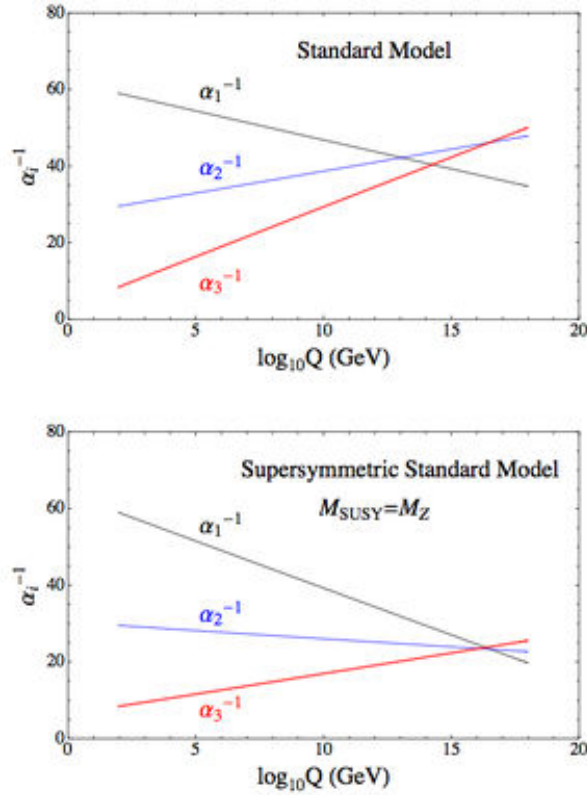 80
Standard Model
α₁⁻¹
60
αᵢ⁻¹
40
α₂⁻¹
20
α₃⁻¹
0
0 5 10 15 20
log₁₀Q (GeV)
80
Supersymmetric Standard Model
M_SUSY=M_Z
60
α₁⁻¹
αᵢ⁻¹
40
α₂⁻¹
20
α₃⁻¹
0
0 5 10 15 20
log₁₀Q (GeV)